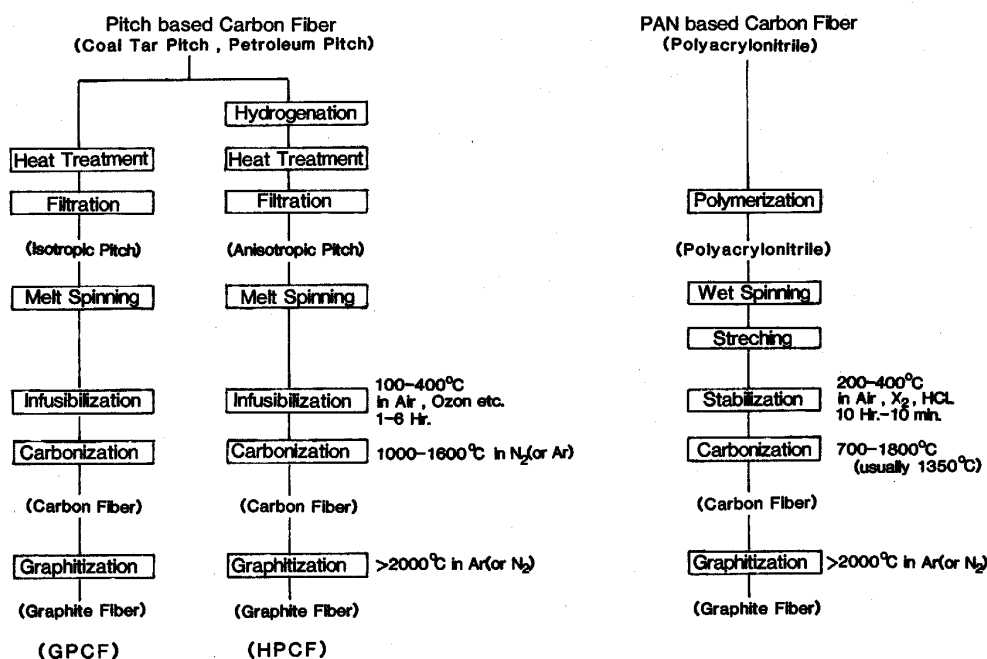 Pitch based Carbon Fiber
(Coal Tar Pitch , Petroleum Pitch)
Heat Treatment
Filtration
(Isotropic Pitch)
Melt Spinning
Infusibilization
Carbonization
(Carbon Fiber)
Graphitization
(Graphite Fiber)
(GPCF)
Hydrogenation
Heat Treatment
Filtration
(Anisotropic Pitch)
Melt Spinning
Infusibilization
100-400°C
in Air , Ozon etc.
1-6 Hr.
Carbonization
1000-1600°C in N₂(or Ar)
(Carbon Fiber)
Graphitization
>2000°C in Ar(or N₂)
(Graphite Fiber)
(HPCF)
PAN based Carbon Fiber
(Polyacrylonitrile)
Polymerization
(Polyacrylonitrile)
Wet Spinning
Streching
Stabilization
200-400°C
in Air , X₂, HCL
10 Hr.-10 min.
Carbonization
700-1800°C
(usually 1350°C)
(Carbon Fiber)
Graphitization
>2000°C in Ar(or N₂)
(Graphite Fiber)